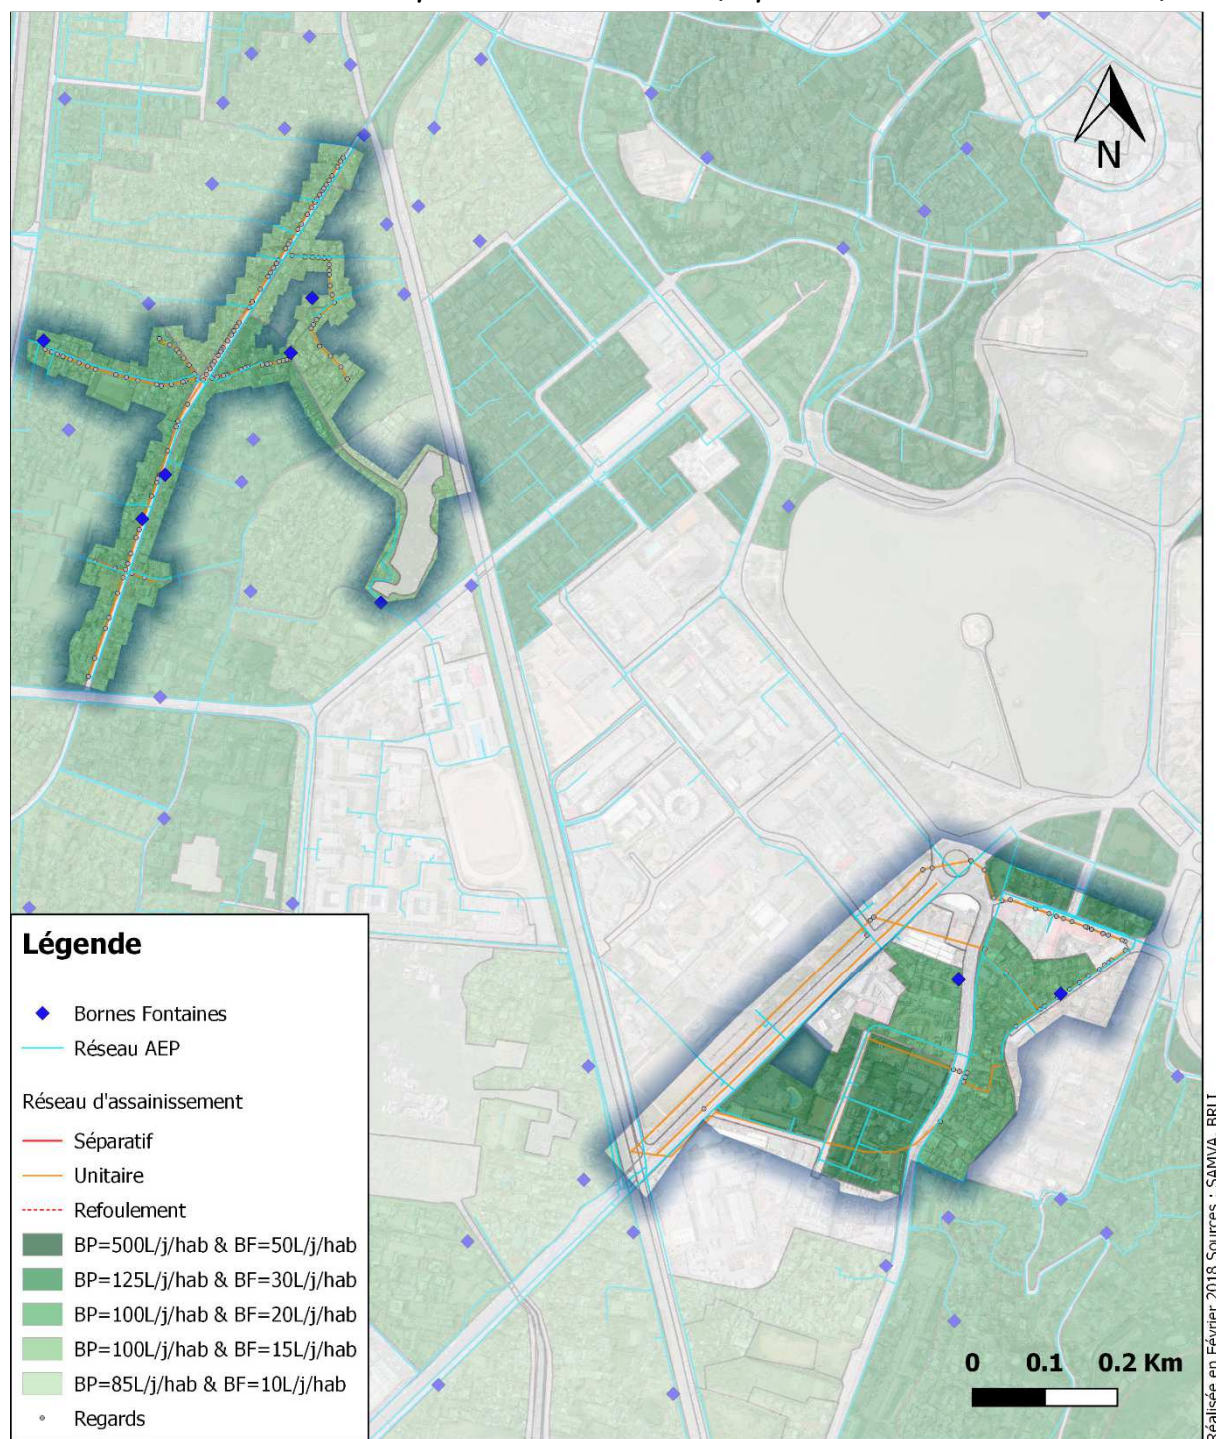 N
Légende
Bornes Fontaines
Réseau AEP
Réseau d'assainissement
Séparatif
Unitaire
Refoulement
BP=500L/j/hab & BF=50L/j/hab
BP=125L/j/hab & BF=30L/j/hab
BP=100L/j/hab & BF=20L/j/hab
BP=100L/j/hab & BF=15L/j/hab
BP=85L/j/hab & BF=10L/j/hab
Regards
0 0.1 0.2 Km
Réalisée en Février 2018 Sources : SAMVA, BRLI